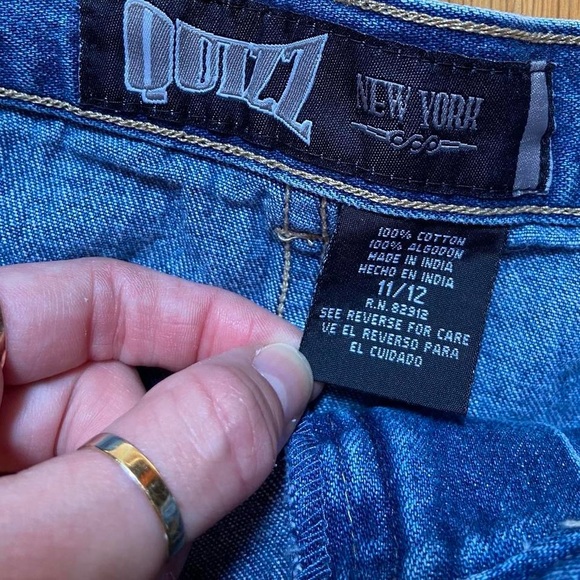 QUIZZ
NEW YORK
100% COTTON
100% ALGODON
MADE IN INDIA
HECHO EN INDIA
11/12
R.N. 82912
SEE REVERSE FOR CARE
VE EL REVERSO PARA
EL CUIDADO